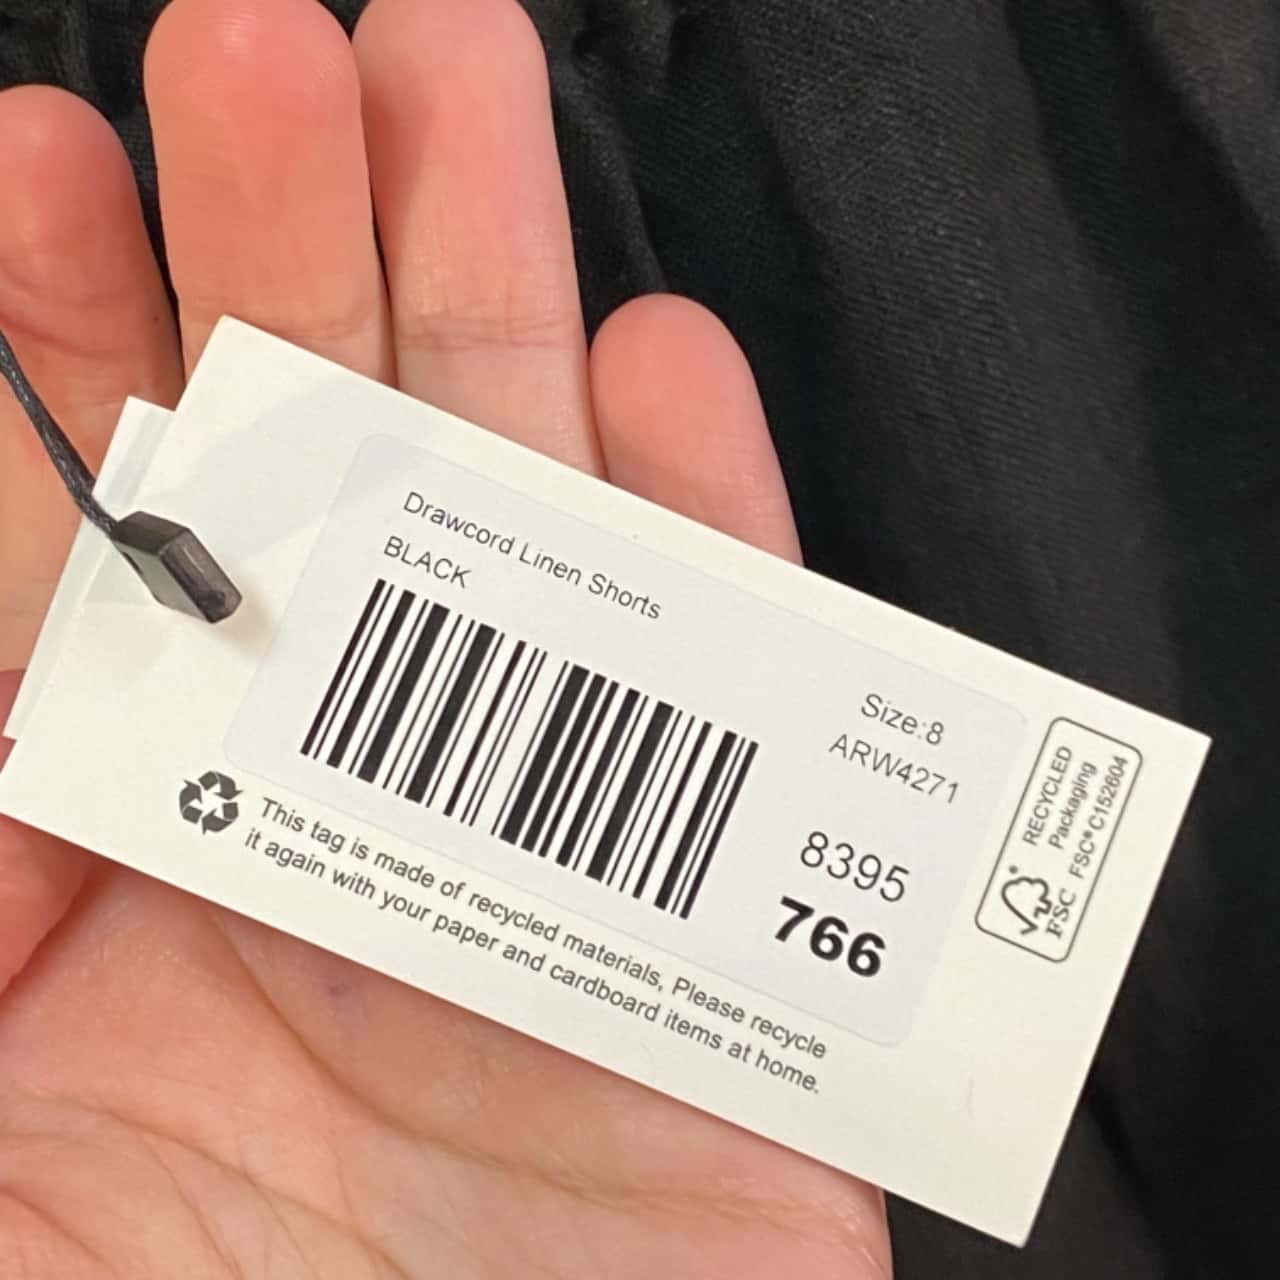 Drawcord Linen Shorts
BLACK
Size:8
ARW4271
8395
766
This tag is made of recycled materials, Please recycle
it again with your paper and cardboard items at home.
RECYCLED
Packaging
FSC® C152604
FSC®